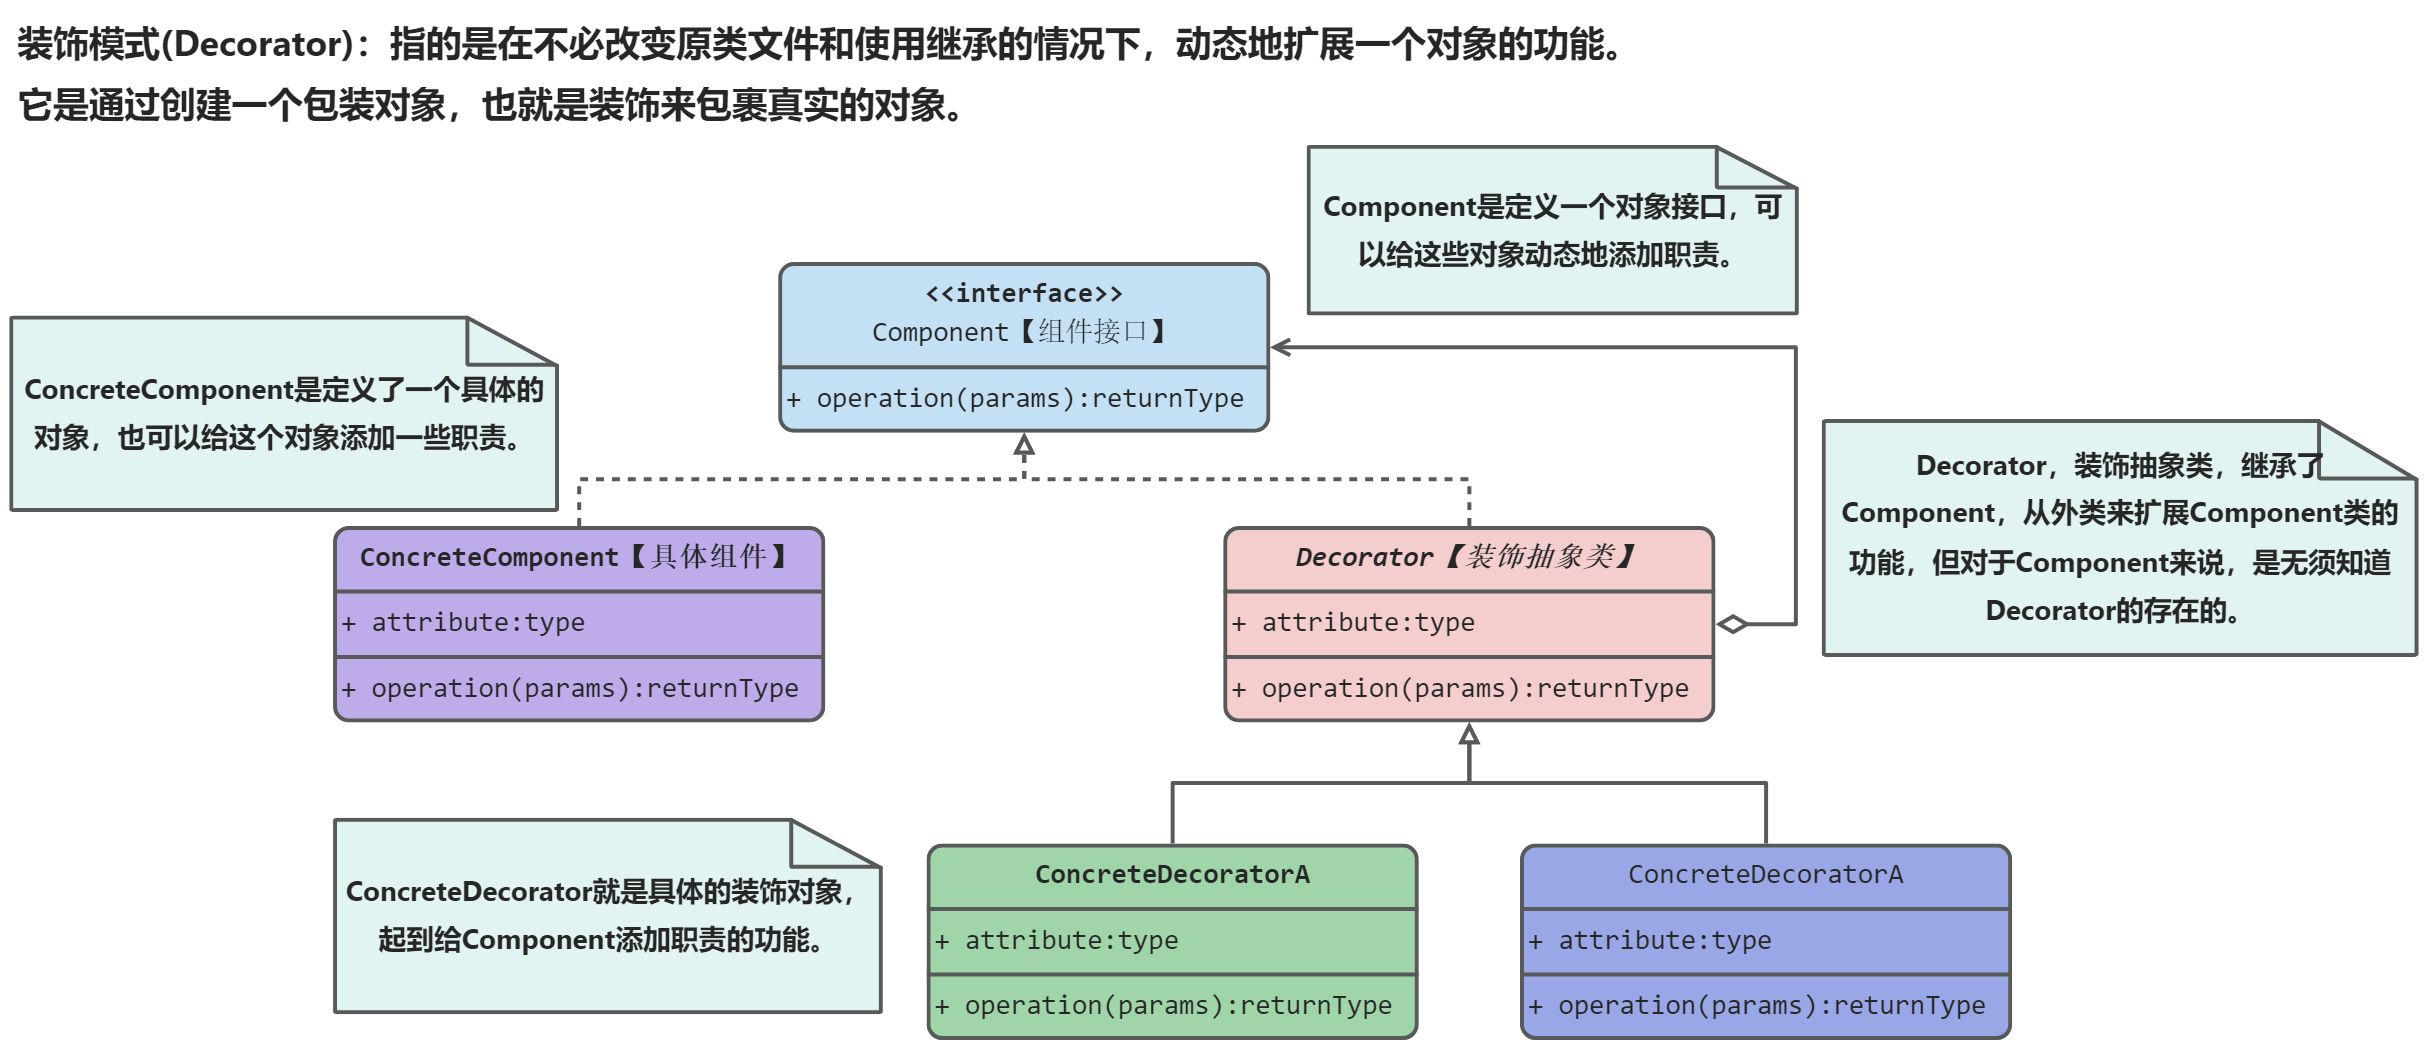 装饰模式(Decorator)：指的是在不必改变原类文件和使用继承的情况下，动态地扩展一个对象的功能。
它是通过创建一个包装对象，也就是装饰来包裹真实的对象。
Component是定义一个对象接口，可
以给这些对象动态地添加职责。
<<interface>>
Component【组件接口】
+ operation(params):returnType
ConcreteComponent是定义了一个具体的
对象，也可以给这个对象添加一些职责。
Decorator，装饰抽象类，继承了
Component，从外类来扩展Component类的
功能，但对于Component来说，是无须知道
Decorator的存在的。
ConcreteComponent【具体组件】
+ attribute:type
+ operation(params):returnType
Decorator【装饰抽象类】
+ attribute:type
+ operation(params):returnType
ConcreteDecorator就是具体的装饰对象，
起到给Component添加职责的功能。
ConcreteDecoratorA
+ attribute:type
+ operation(params):returnType
ConcreteDecoratorA
+ attribute:type
+ operation(params):returnType